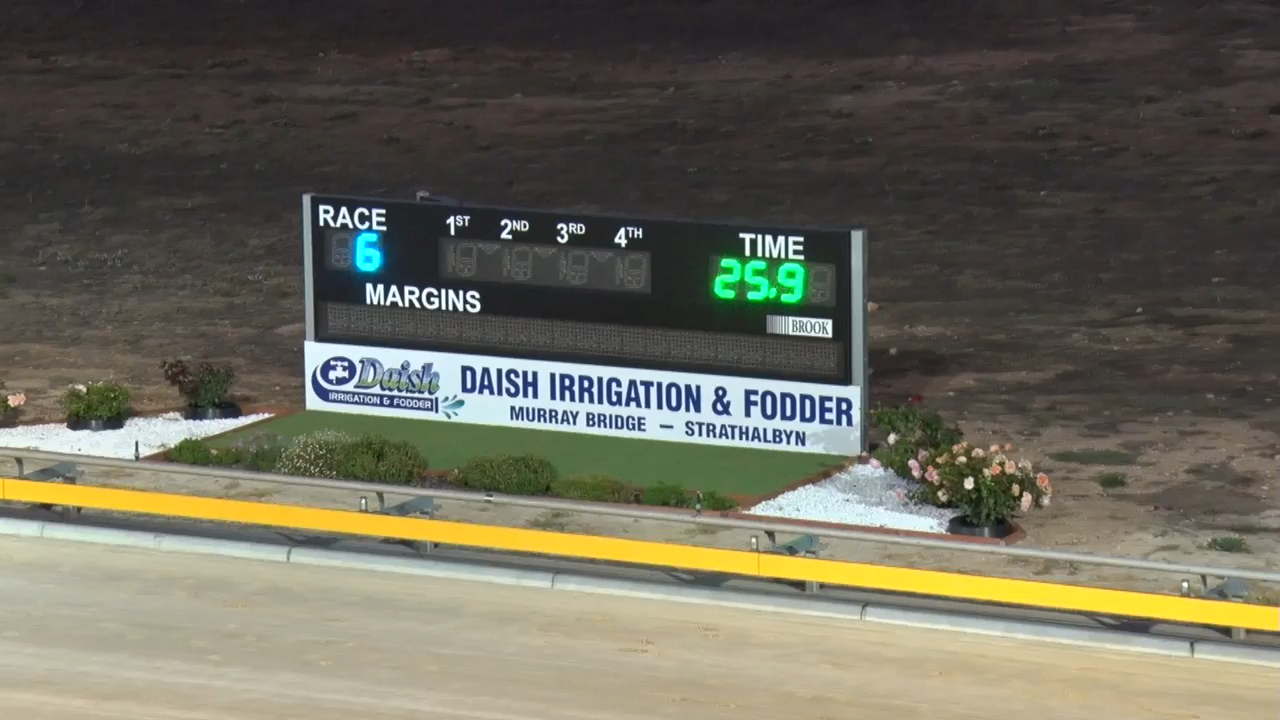 RACE 1ST 2ND 3RD 4TH TIME
6 25.9
MARGINS
BROOK
Daish
IRRIGATION & FODDER
DAISH IRRIGATION & FODDER
MURRAY BRIDGE – STRATHALBYN